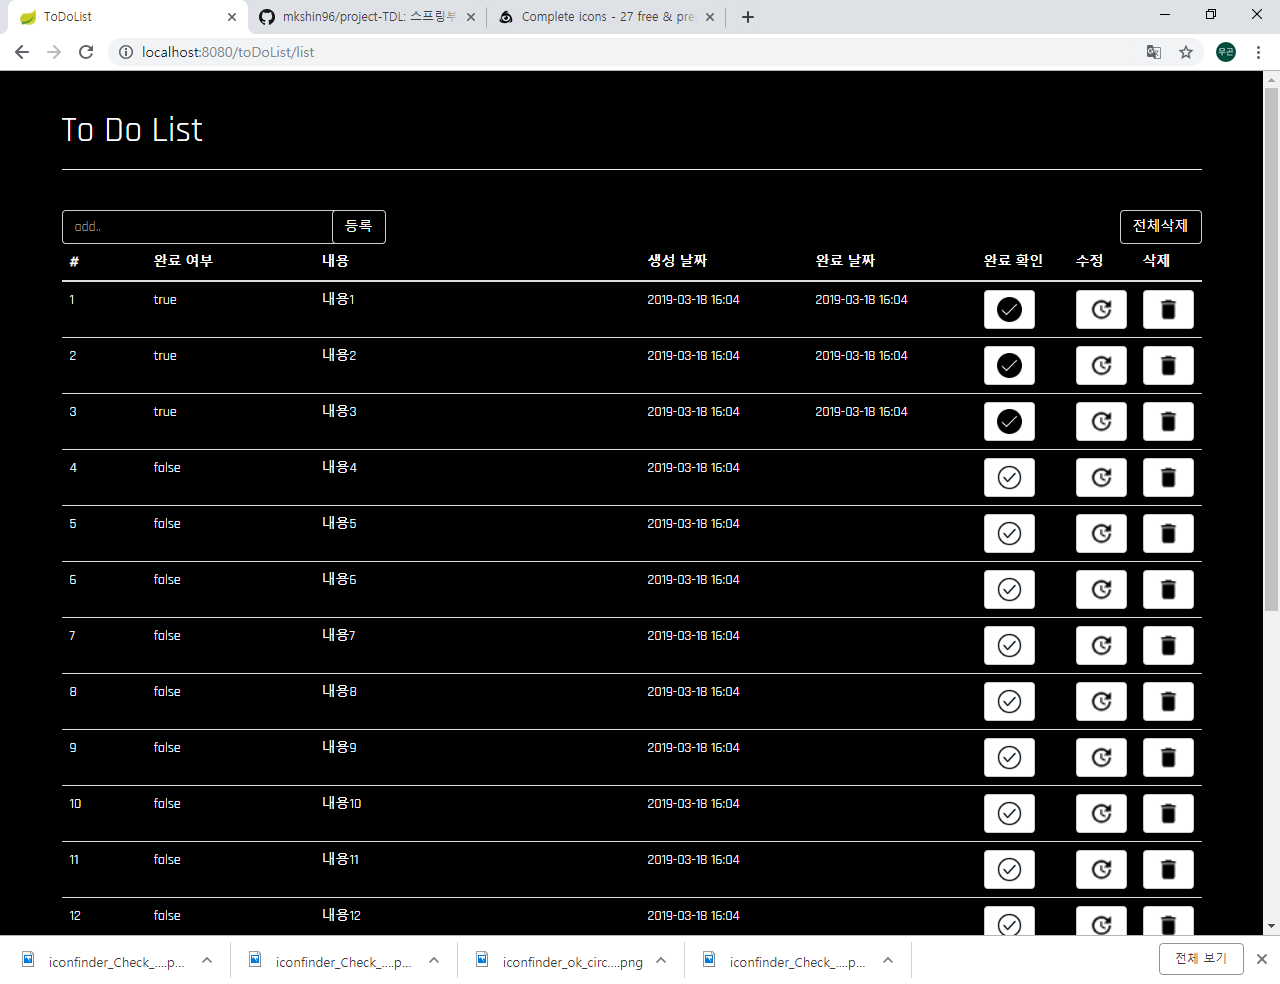 ToDoList
mkshin96/project-TDL: 스프링부
Complete icons - 27 free & pre
localhost:8080/toDoList/list
무곤
To Do List
add.. 등록 전체삭제
# 완료 여부 내용 생성 날짜 완료 날짜 완료 확인 수정 삭제
1 true 내용1 2019-03-18 16:04 2019-03-18 16:04
2 true 내용2 2019-03-18 16:04 2019-03-18 16:04
3 true 내용3 2019-03-18 16:04 2019-03-18 16:04
4 false 내용4 2019-03-18 16:04
5 false 내용5 2019-03-18 16:04
6 false 내용6 2019-03-18 16:04
7 false 내용7 2019-03-18 16:04
8 false 내용8 2019-03-18 16:04
9 false 내용9 2019-03-18 16:04
10 false 내용10 2019-03-18 16:04
11 false 내용11 2019-03-18 16:04
12 false 내용12 2019-03-18 16:04
iconfinder_Check_....p... iconfinder_Check_....p... iconfinder_ok_circ....png iconfinder_Check_....p... 전체 보기